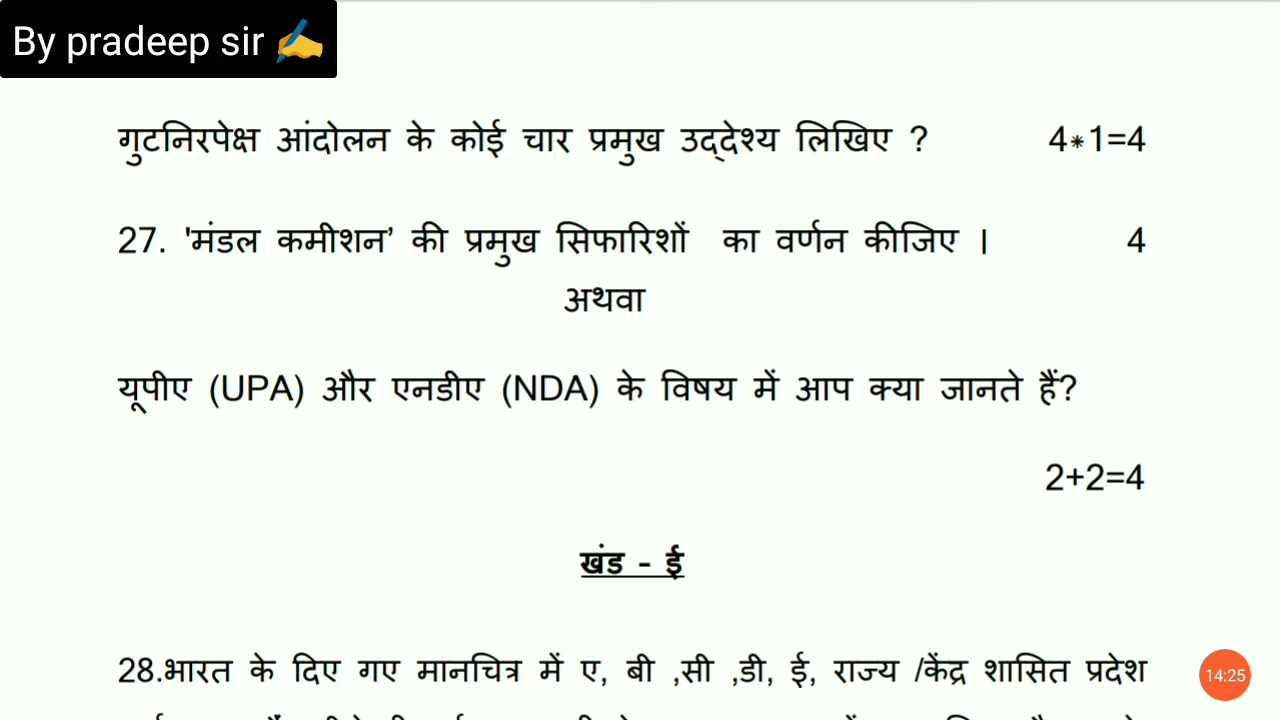 By pradeep sir ✍
गुटनिरपेक्ष आंदोलन के कोई चार प्रमुख उद्देश्य लिखिए ? 4*1=4
27. 'मंडल कमीशन’ की प्रमुख सिफारिशों का वर्णन कीजिए । 4
अथवा
यूपीए (UPA) और एनडीए (NDA) के विषय में आप क्या जानते हैं?
2+2=4
खंड - ई
28.भारत के दिए गए मानचित्र में ए, बी ,सी ,डी, ई, राज्य /केंद्र शासित प्रदेश
14:25